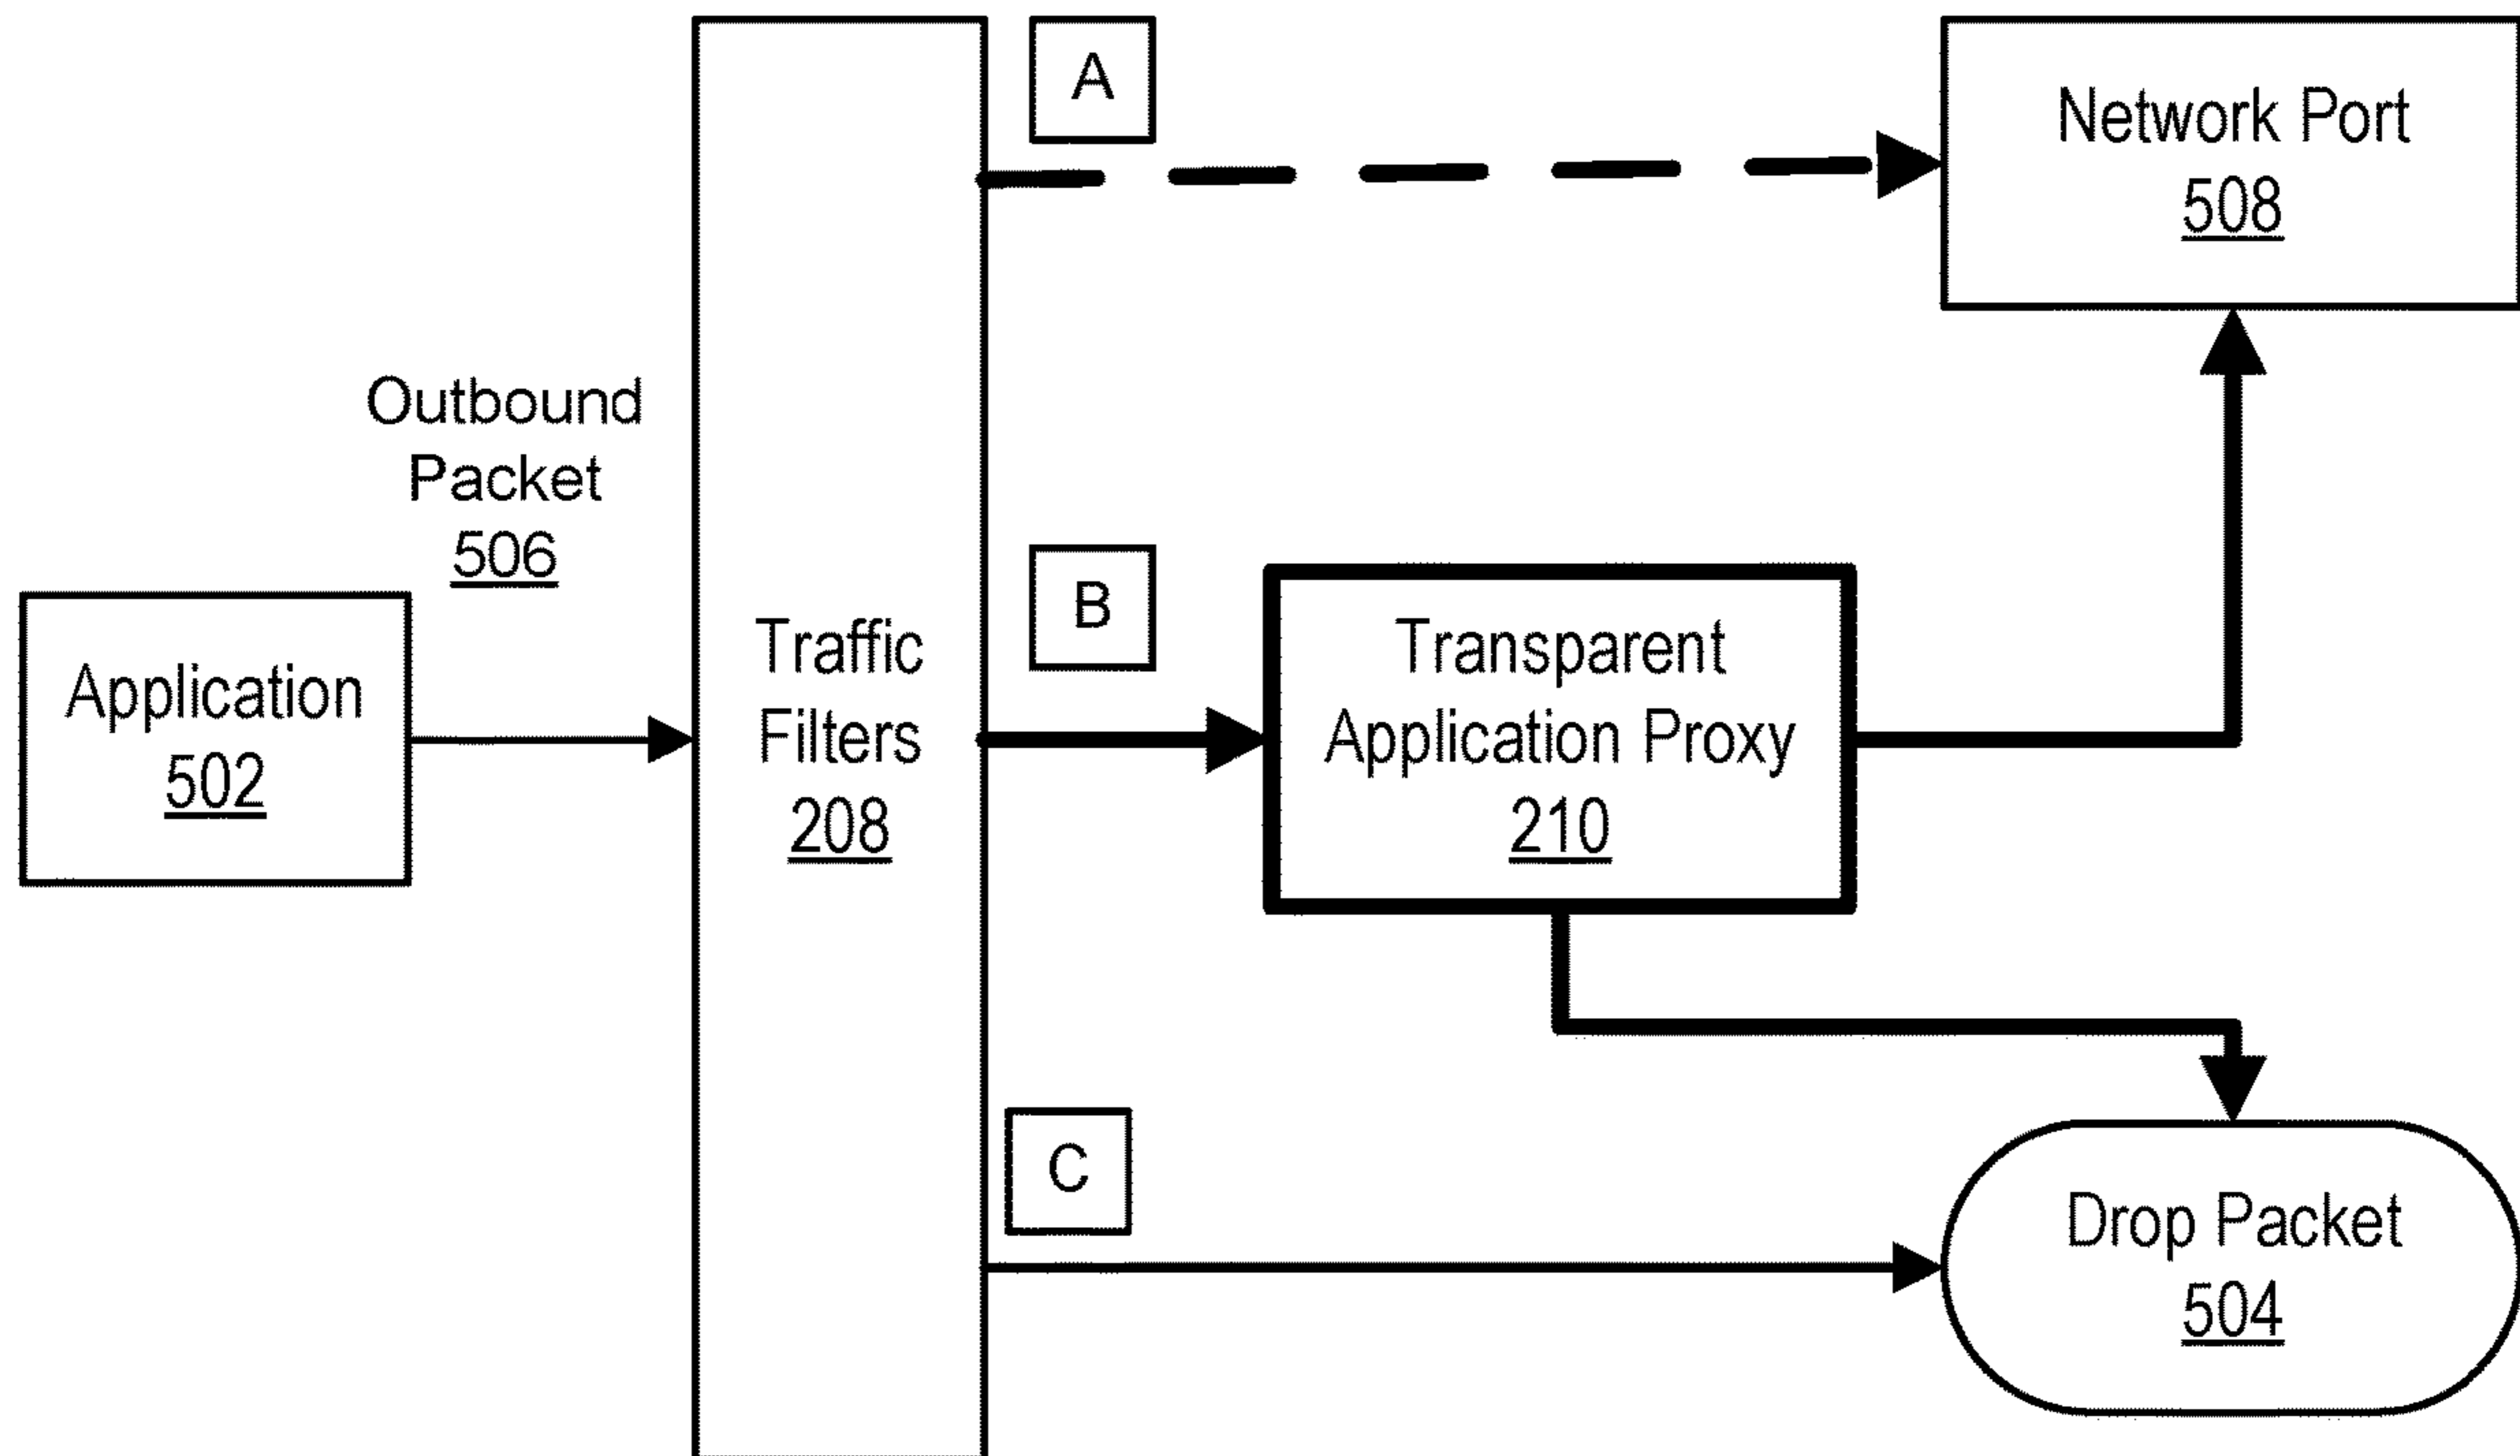 A
Network Port
508
Outbound
Packet
506
Application
502
Traffic
Filters
208
B
Transparent
Application Proxy
210
C
Drop Packet
504